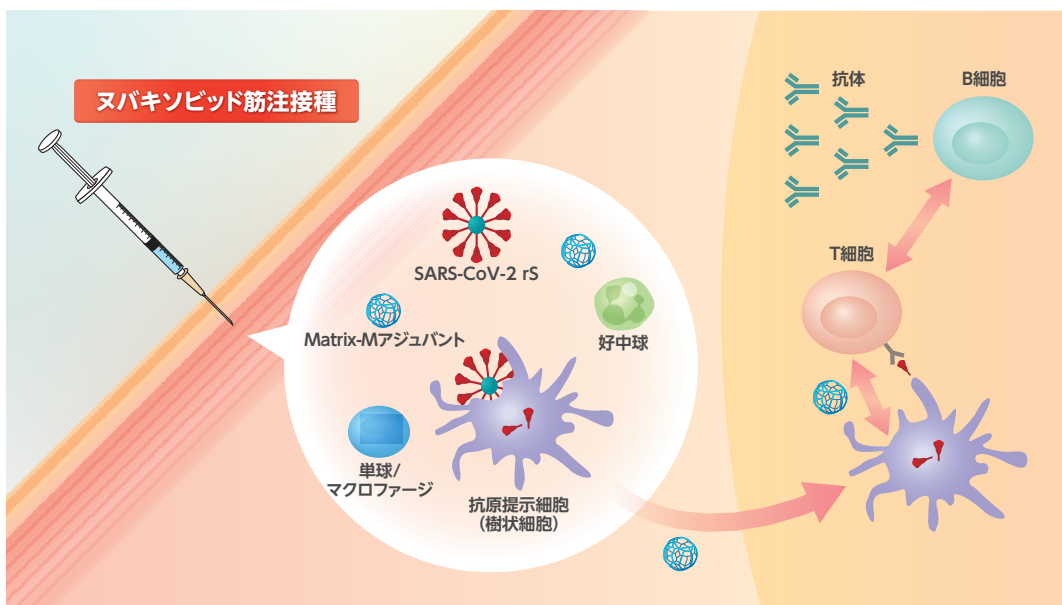 ヌバキソビッド筋注接種
抗体
B細胞
T細胞
SARS-CoV-2 rS
Matrix-Mアジュバント
好中球
単球/
マクロファージ
抗原提示細胞
(樹状細胞)